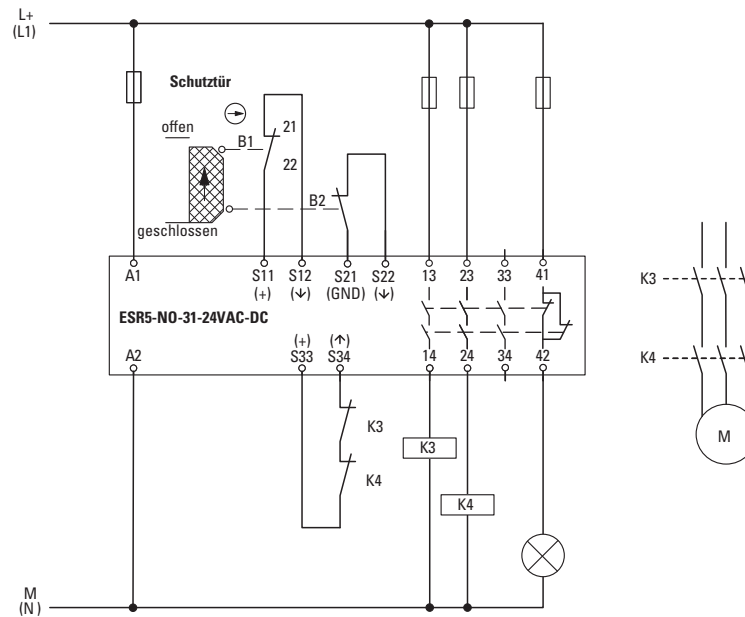 L+
(L1)
Schutztür
offen
21
B1
22
B2
geschlossen
A1
S11
S12
S21
S22
13
23
33
41
(+)
(↓)
(GND)
(↓)
ESR5-NO-31-24VAC-DC
(+)
(↑)
A2
S33
S34
14
24
34
42
K3
K4
K3
K4
M
(N)
K3
K4
M